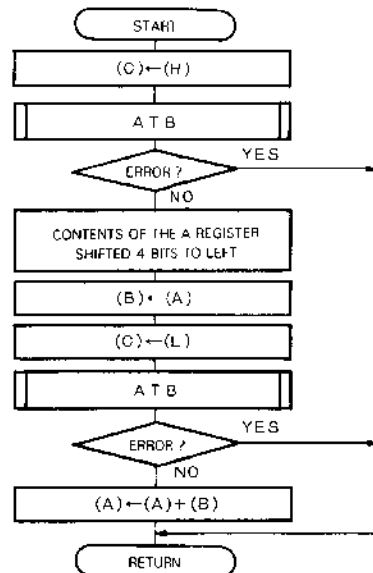 START
(C)←(H)
ATB
YES
ERROR?
NO
CONTENTS OF THE A REGISTER
SHIFTED 4 BITS TO LEFT
(B)←(A)
(C)←(L)
ATB
YES
ERROR?
NO
(A)←(A)+(B)
RETURN